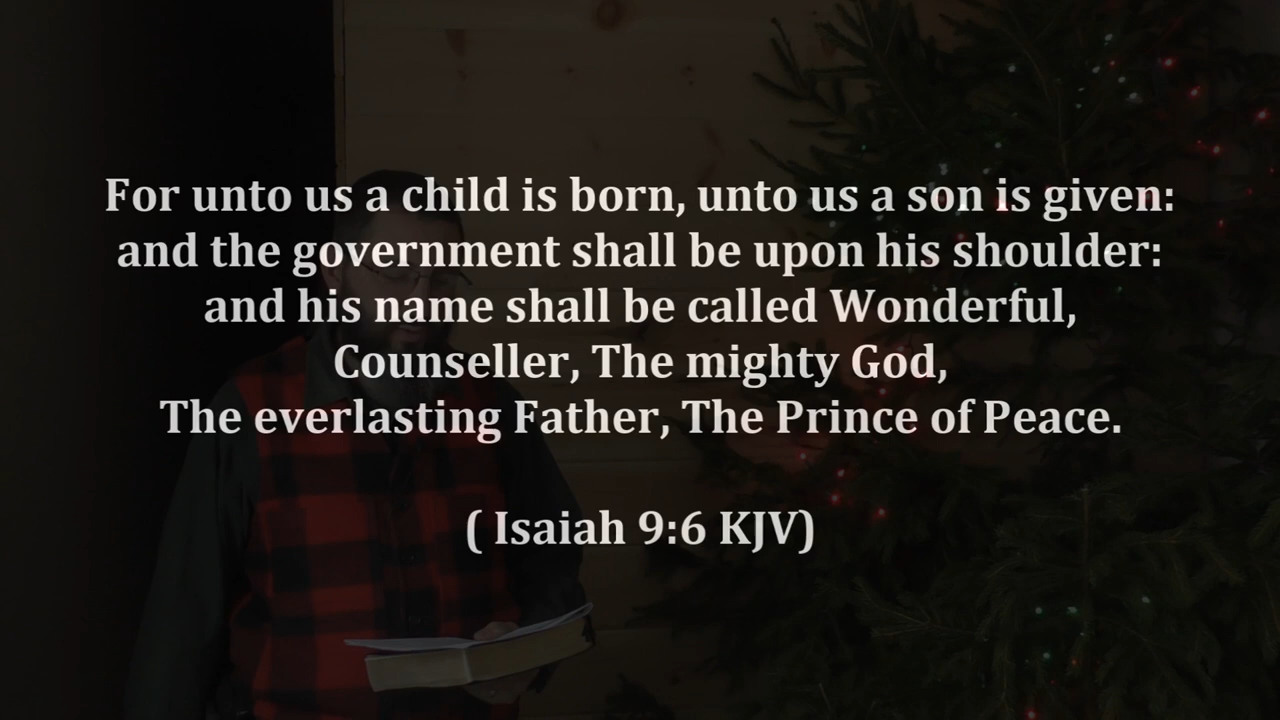 For unto us a child is born, unto us a son is given:
and the government shall be upon his shoulder:
and his name shall be called Wonderful,
Counseller, The mighty God,
The everlasting Father, The Prince of Peace.
( Isaiah 9:6 KJV)